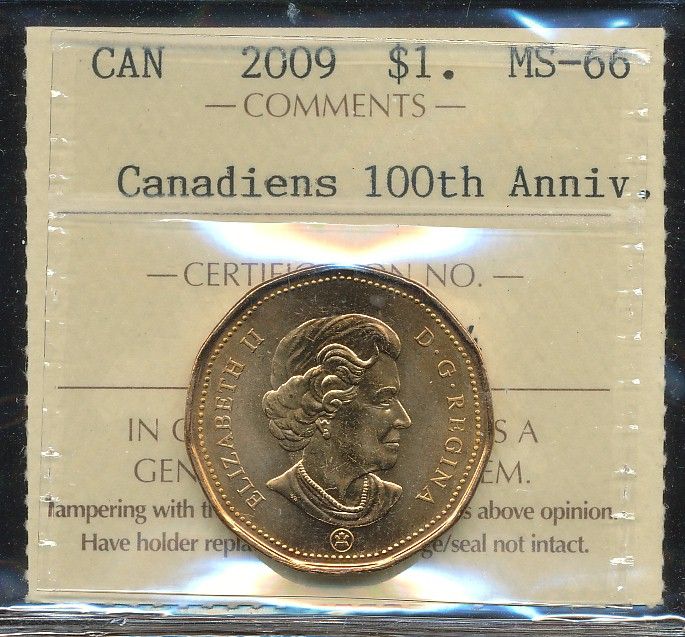 CAN 2009 $1. MS-66
— COMMENTS —
Canadiens 100th Anniv.
— CERTIFI ON NO. —
ELIZABETH II D·G·REGINA
IN S A
GEN EM.
Tampering with t s above opinion.
Have holder repla ge/seal not intact.